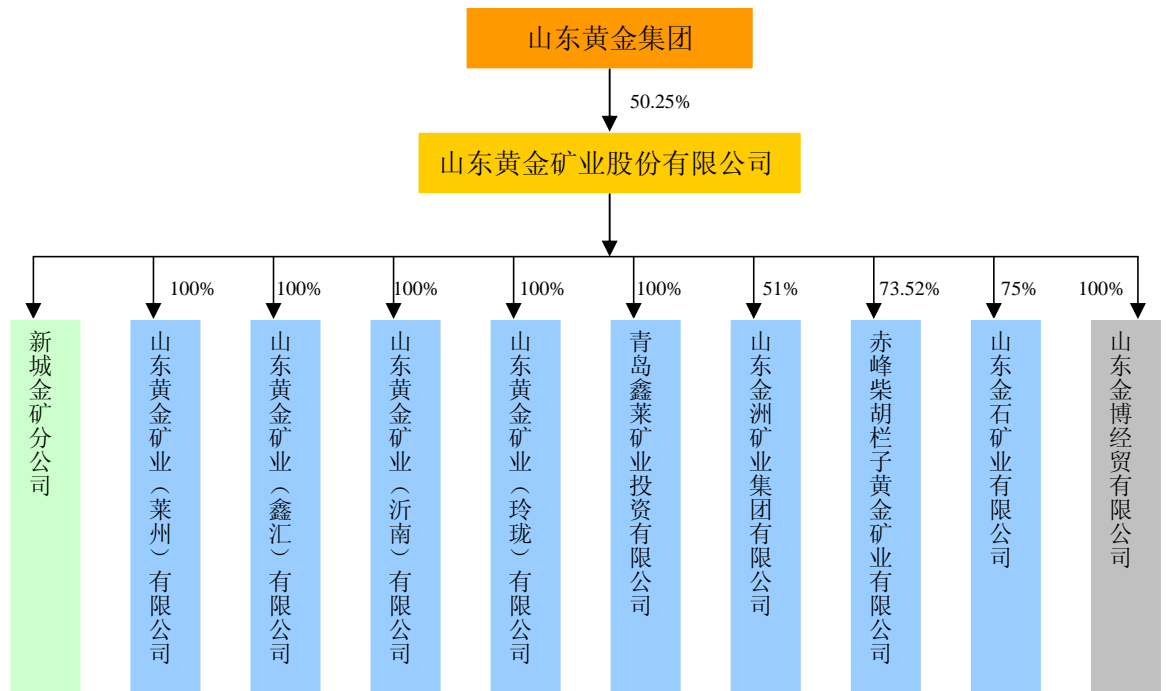 山东黄金集团
50.25%
山东黄金矿业股份有限公司
100%
100%
100%
100%
100%
51%
73.52%
75%
100%
新城金矿分公司
山东黄金矿业（莱州）有限公司
山东黄金矿业（鑫汇）有限公司
山东黄金矿业（沂南）有限公司
山东黄金矿业（玲珑）有限公司
青岛鑫莱矿业投资有限公司
山东金洲矿业集团有限公司
赤峰柴胡栏子黄金矿业有限公司
山东金石矿业有限公司
山东金博经贸有限公司